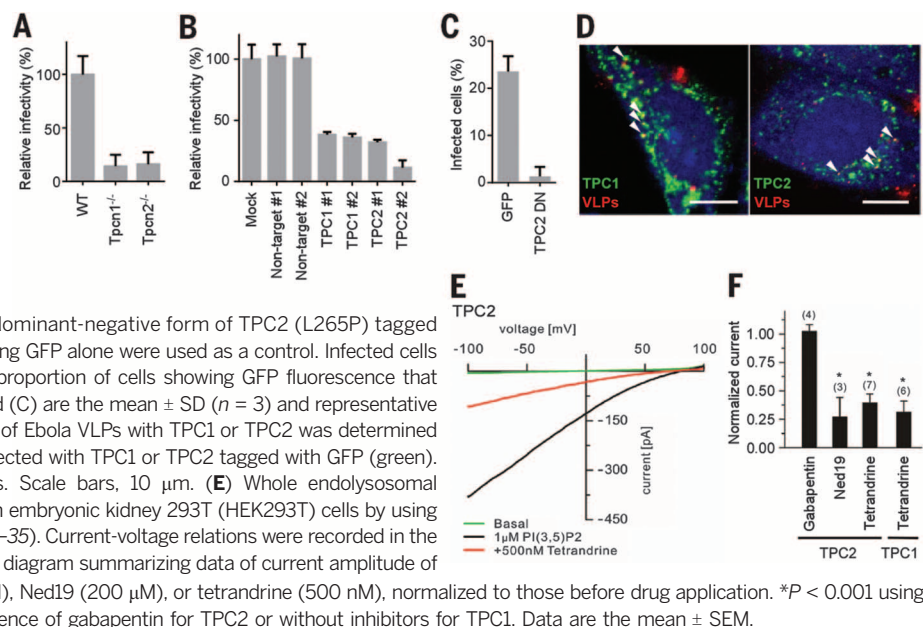 A
B
C
D
Relative infectivity (%)
100
50
0
WT
Tpcn1-/-
Tpcn2-/-
Relative infectivity (%)
100
50
0
Mock
Non-target #1
Non-target #2
TPC1 #1
TPC1 #2
TPC2 #1
TPC2 #2
Infected cells (%)
30
20
10
0
GFP
TPC2 DN
TPC1
VLPs
TPC2
VLPs
dominant-negative form of TPC2 (L265P) tagged
ng GFP alone were used as a control. Infected cells
proportion of cells showing GFP fluorescence that
d (C) are the mean ± SD (n = 3) and representative
of Ebola VLPs with TPC1 or TPC2 was determined
ected with TPC1 or TPC2 tagged with GFP (green).
s. Scale bars, 10 μm. (E) Whole endolysosomal
n embryonic kidney 293T (HEK293T) cells by using
–35). Current-voltage relations were recorded in the
diagram summarizing data of current amplitude of
l), Ned19 (200 μM), or tetrandrine (500 nM), normalized to those before drug application. *P < 0.001 using
ence of gabapentin for TPC2 or without inhibitors for TPC1. Data are the mean ± SEM.
E
TPC2
voltage [mV]
-100
-50
50
100
-150
-300
-450
current [pA]
Basal
1μM PI(3,5)P2
+500nM Tetrandrine
F
Normalized current
1.00
0.75
0.50
0.25
0.00
(4)
*
(3)
*
(7)
*
(6)
Gabapentin
Ned19
Tetrandrine
Tetrandrine
TPC2
TPC1